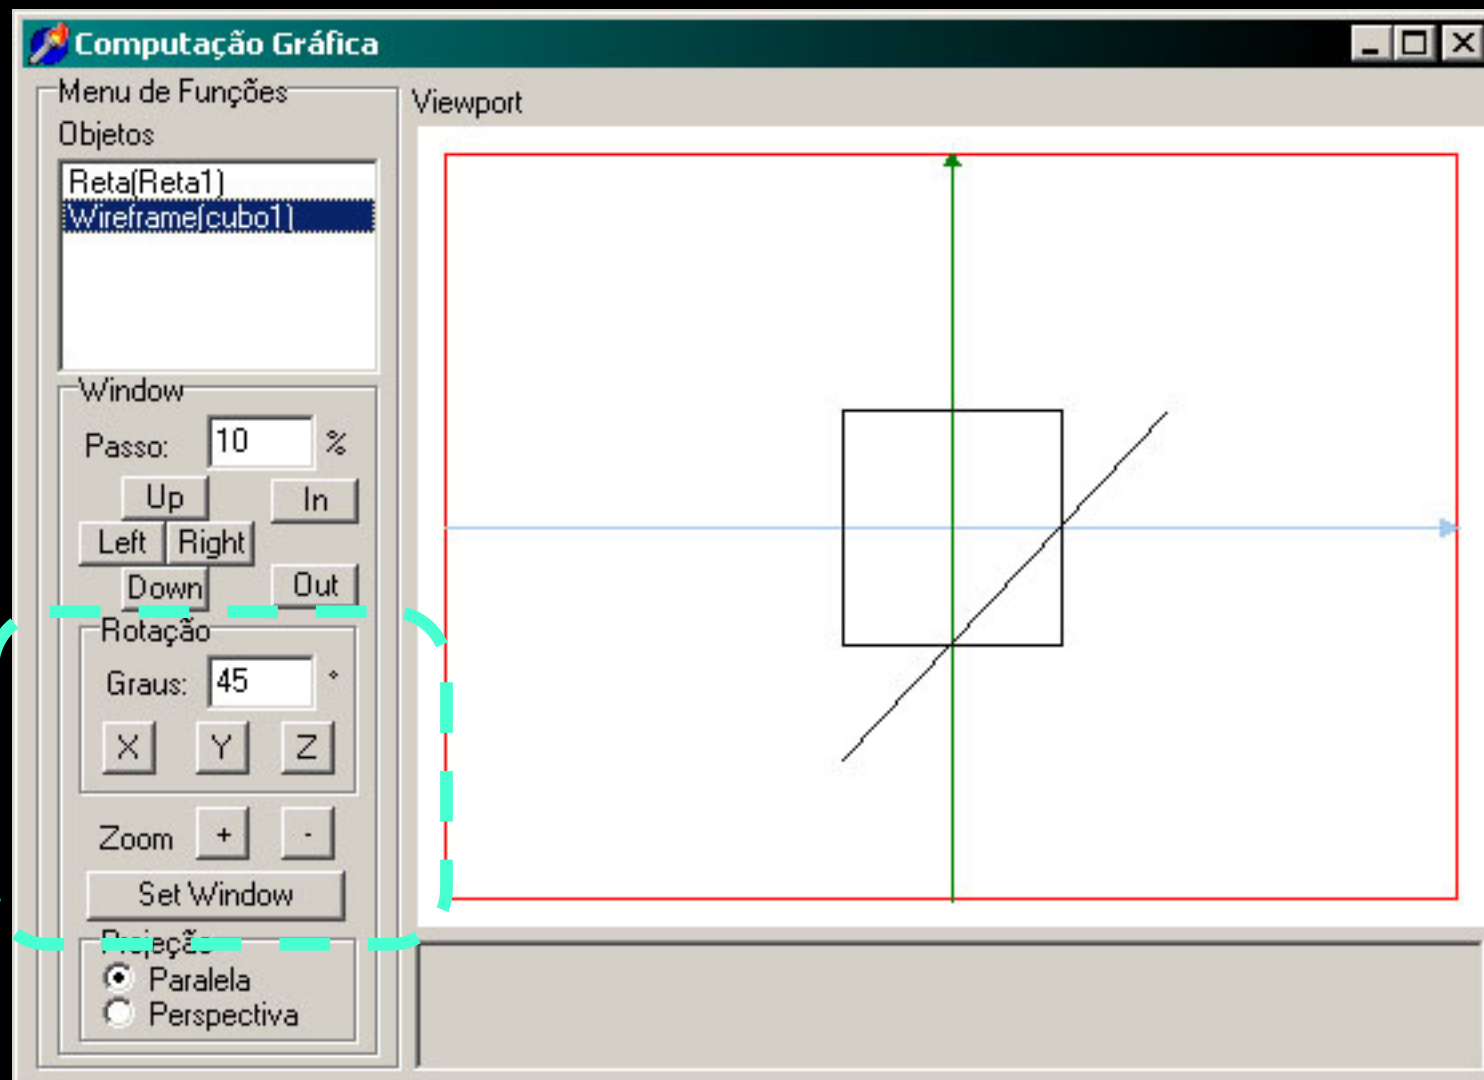 Computação Gráfica
Menu de Funções
Viewport
Objetos
Reta(Reta1)
Wireframe(cubo1)
Window
Passo: 10 %
Up In
Left Right
Down Out
Rotação
Graus: 45 °
X Y Z
Zoom + -
Set Window
Projeção
Paralela
Perspectiva